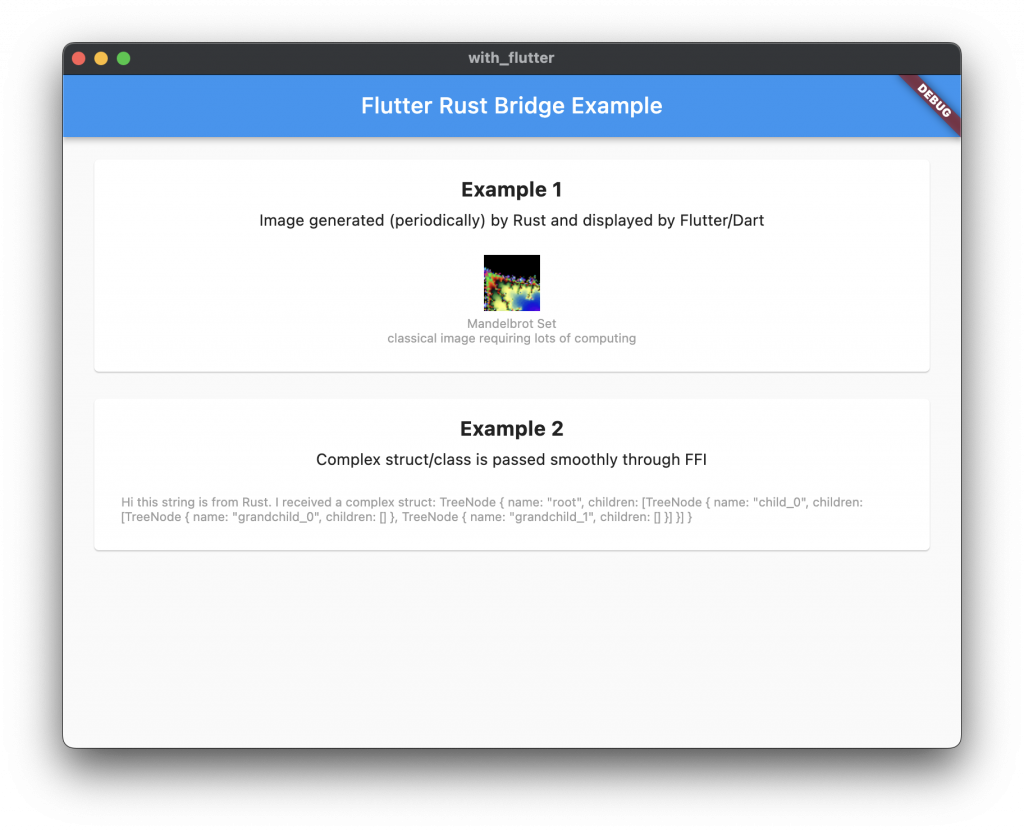 with_flutter
Flutter Rust Bridge Example
DEBUG
Example 1
Image generated (periodically) by Rust and displayed by Flutter/Dart
Mandelbrot Set
classical image requiring lots of computing
Example 2
Complex struct/class is passed smoothly through FFI
Hi this string is from Rust. I received a complex struct: TreeNode { name: "root", children: [TreeNode { name: "child_0", children:
[TreeNode { name: "grandchild_0", children: [] }, TreeNode { name: "grandchild_1", children: [] }] }] }